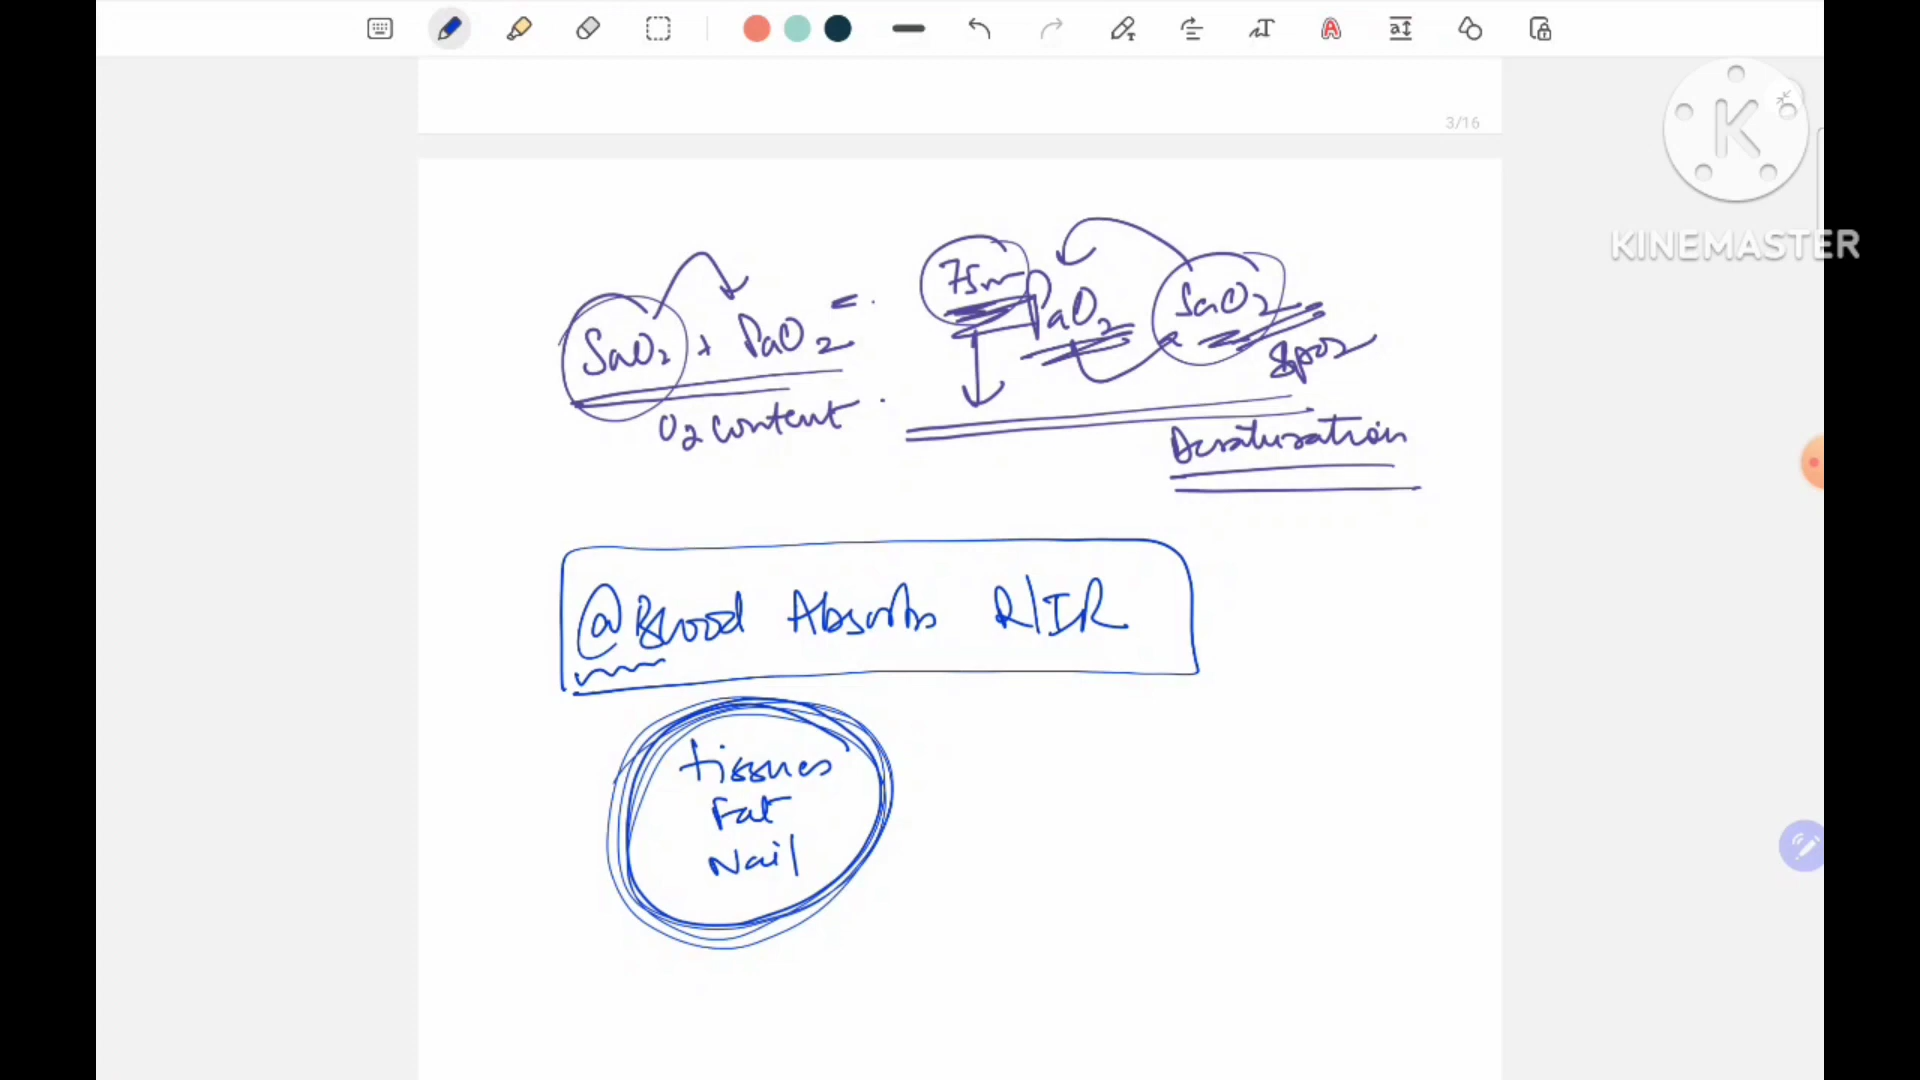 3/16
KINEMASTER
SaO₂ + PaO₂ =
O₂ content
75m PaO₂ SaO₂
SpO2
Desaturation
@Blood Absorbs R/IR
tissues
Fat
Nail